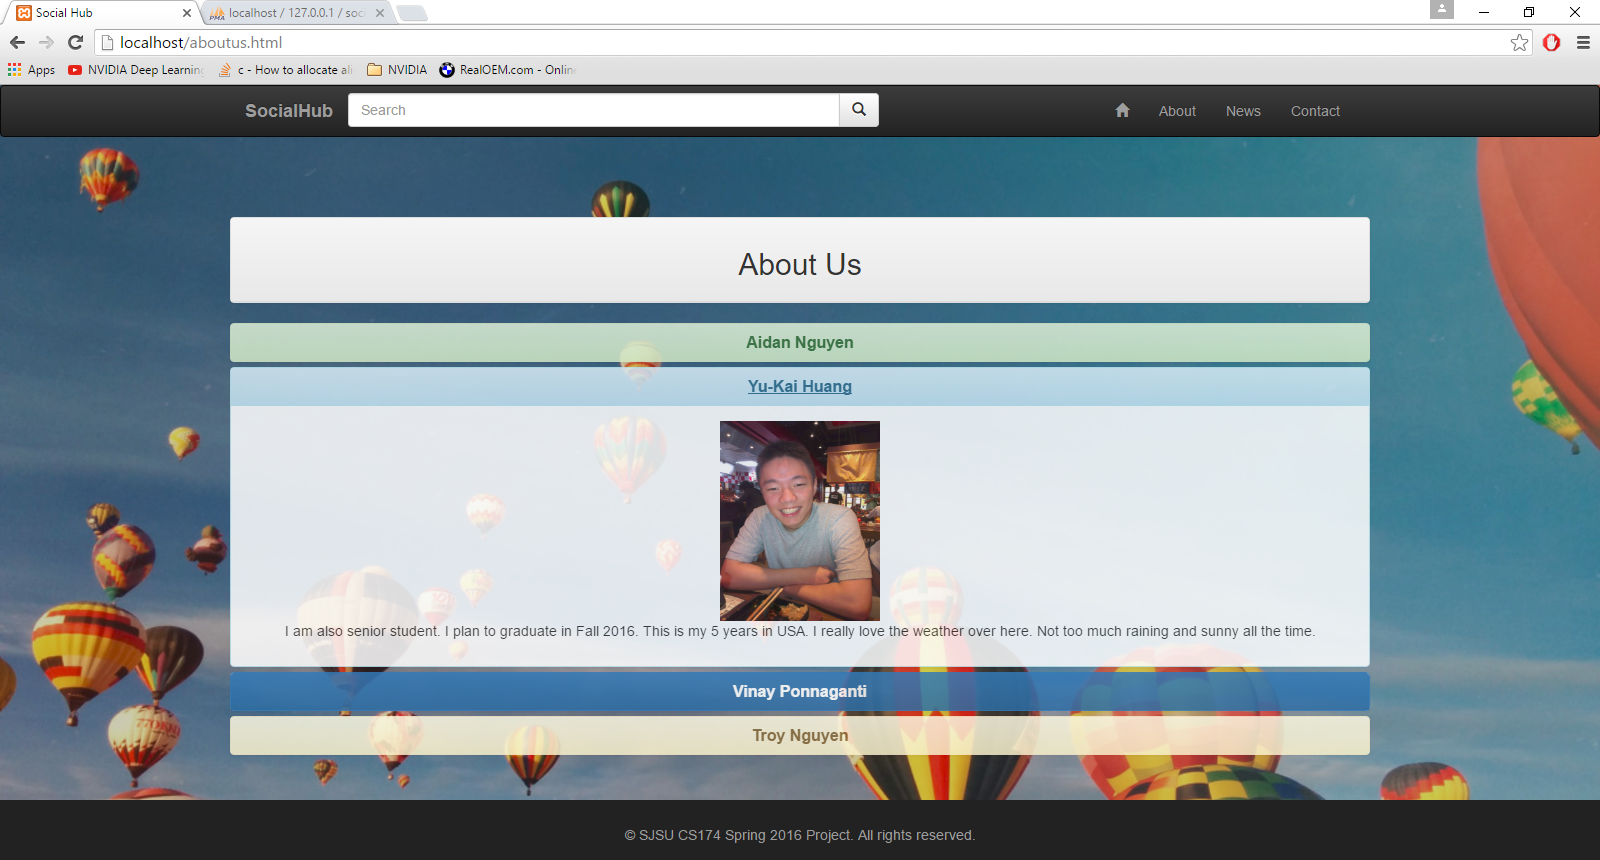 Social Hub
localhost / 127.0.0.1 / soc
localhost/aboutus.html
Apps
NVIDIA Deep Learning
c - How to allocate ali
NVIDIA
RealOEM.com - Onlin
SocialHub
Search
About
News
Contact
About Us
Aidan Nguyen
Yu-Kai Huang
I am also senior student. I plan to graduate in Fall 2016. This is my 5 years in USA. I really love the weather over here. Not too much raining and sunny all the time.
Vinay Ponnaganti
Troy Nguyen
© SJSU CS174 Spring 2016 Project. All rights reserved.